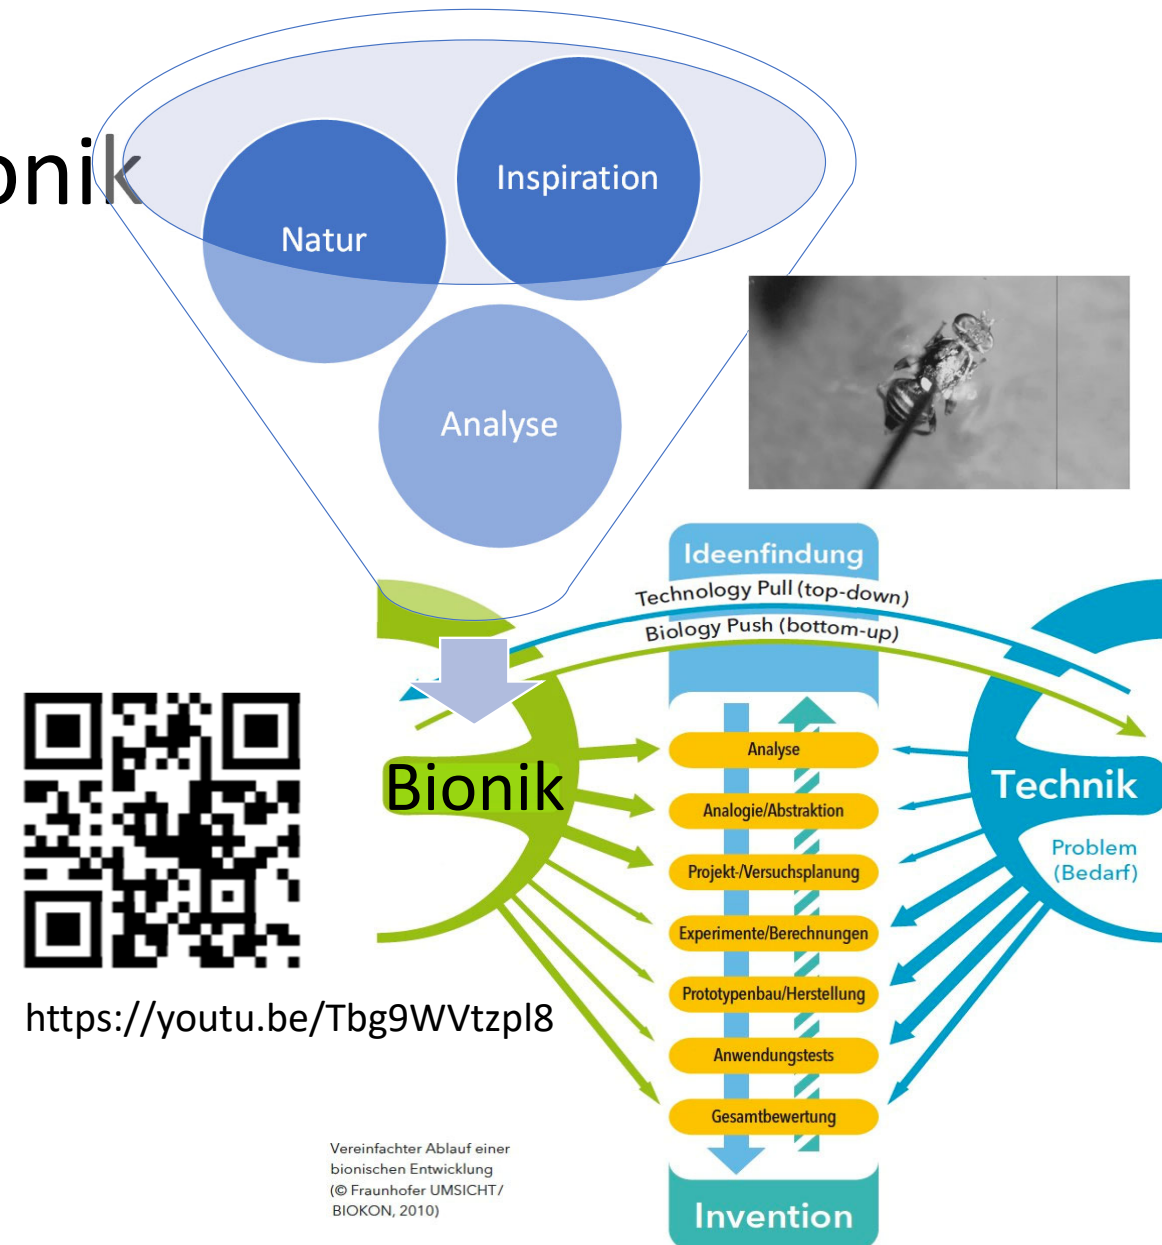 onik
Inspiration
Natur
Analyse
Ideenfindung
Technology Pull (top-down)
Biology Push (bottom-up)
Analyse
Bionik
Technik
Analogie/Abstraktion
Problem
(Bedarf)
Projekt-/Versuchsplanung
Experimente/Berechnungen
Prototypenbau/Herstellung
https://youtu.be/Tbg9WVtzpl8
Anwendungstests
Gesamtbewertung
Vereinfachter Ablauf einer
bionischen Entwicklung
(© Fraunhofer UMSICHT/
BIOKON, 2010)
Invention